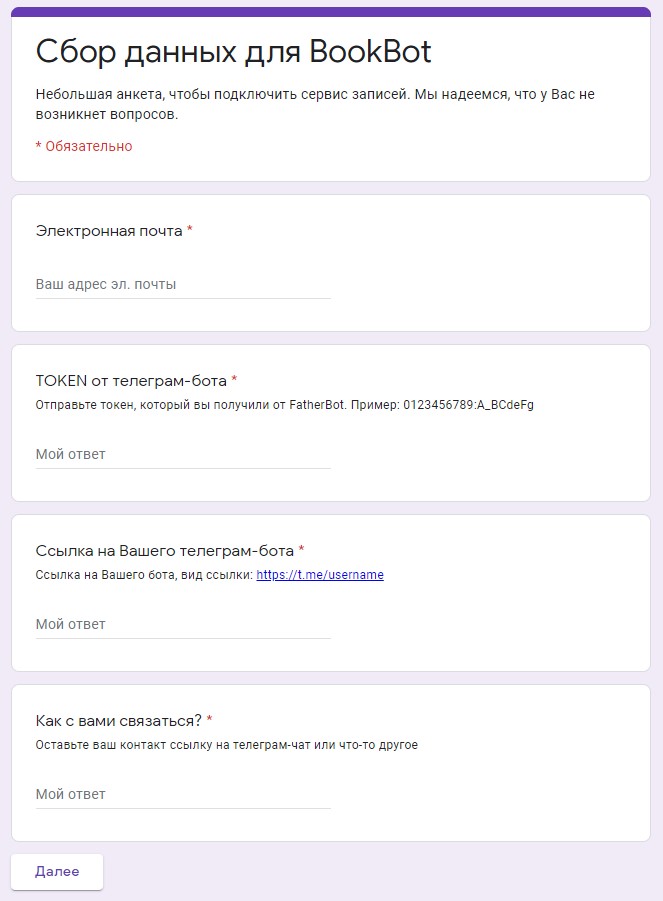 Сбор данных для BookBot
Небольшая анкета, чтобы подключить сервис записей. Мы надеемся, что у Вас не
возникнет вопросов.
* Обязательно
Электронная почта *
Ваш адрес эл. почты
TOKEN от телеграм-бота *
Отправьте токен, который вы получили от FatherBot. Пример: 0123456789:A_BCdeFg
Мой ответ
Ссылка на Вашего телеграм-бота *
Ссылка на Вашего бота, вид ссылки: https://t.me/username
Мой ответ
Как с вами связаться? *
Оставьте ваш контакт ссылку на телеграм-чат или что-то другое
Мой ответ
Далее